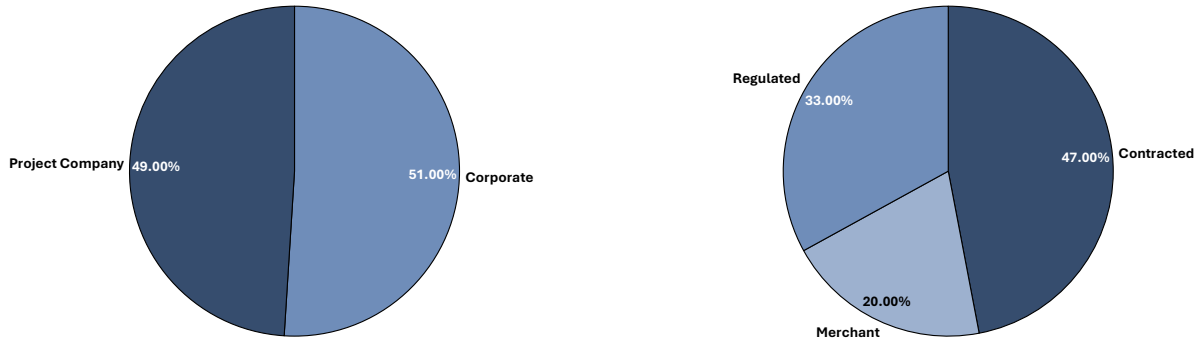 Project Company
49.00%
51.00%
Corporate
Regulated
33.00%
47.00%
Contracted
20.00%
Merchant